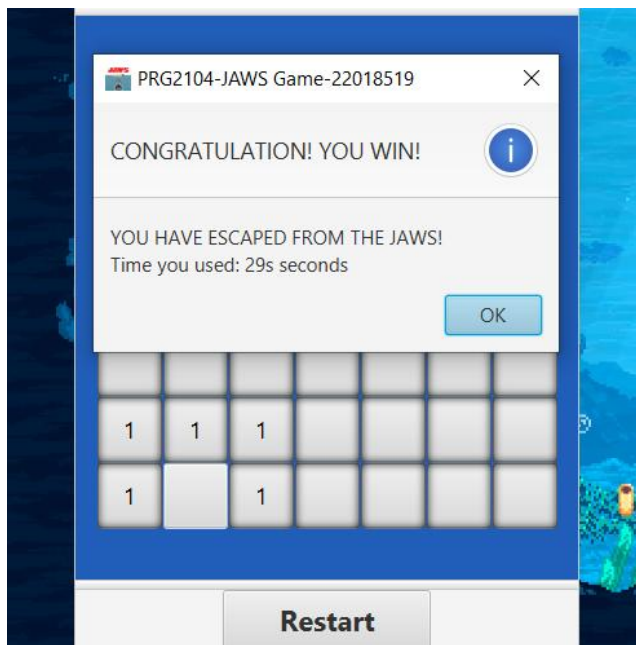 PRG2104-JAWS Game-22018519
CONGRATULATION! YOU WIN!
i
YOU HAVE ESCAPED FROM THE JAWS!
Time you used: 29s seconds
OK
1 1 1
1 1
Restart